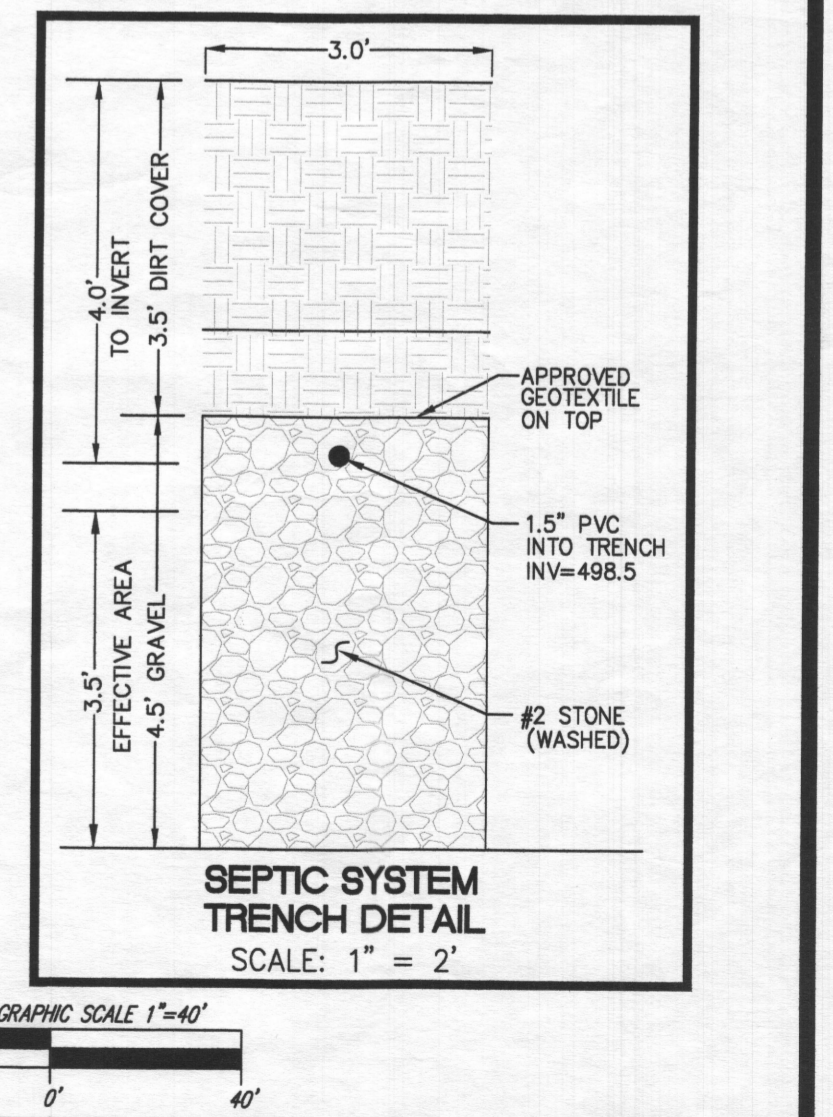 3.0'
4.0'
TO INVERT
3.5' DIRT COVER
APPROVED
GEOTEXTILE
ON TOP
1.5" PVC
INTO TRENCH
INV=498.5
3.5'
EFFECTIVE AREA
4.5' GRAVEL
#2 STONE
(WASHED)
SEPTIC SYSTEM
TRENCH DETAIL
SCALE: 1" = 2'
GRAPHIC SCALE 1"=40'
0'
40'